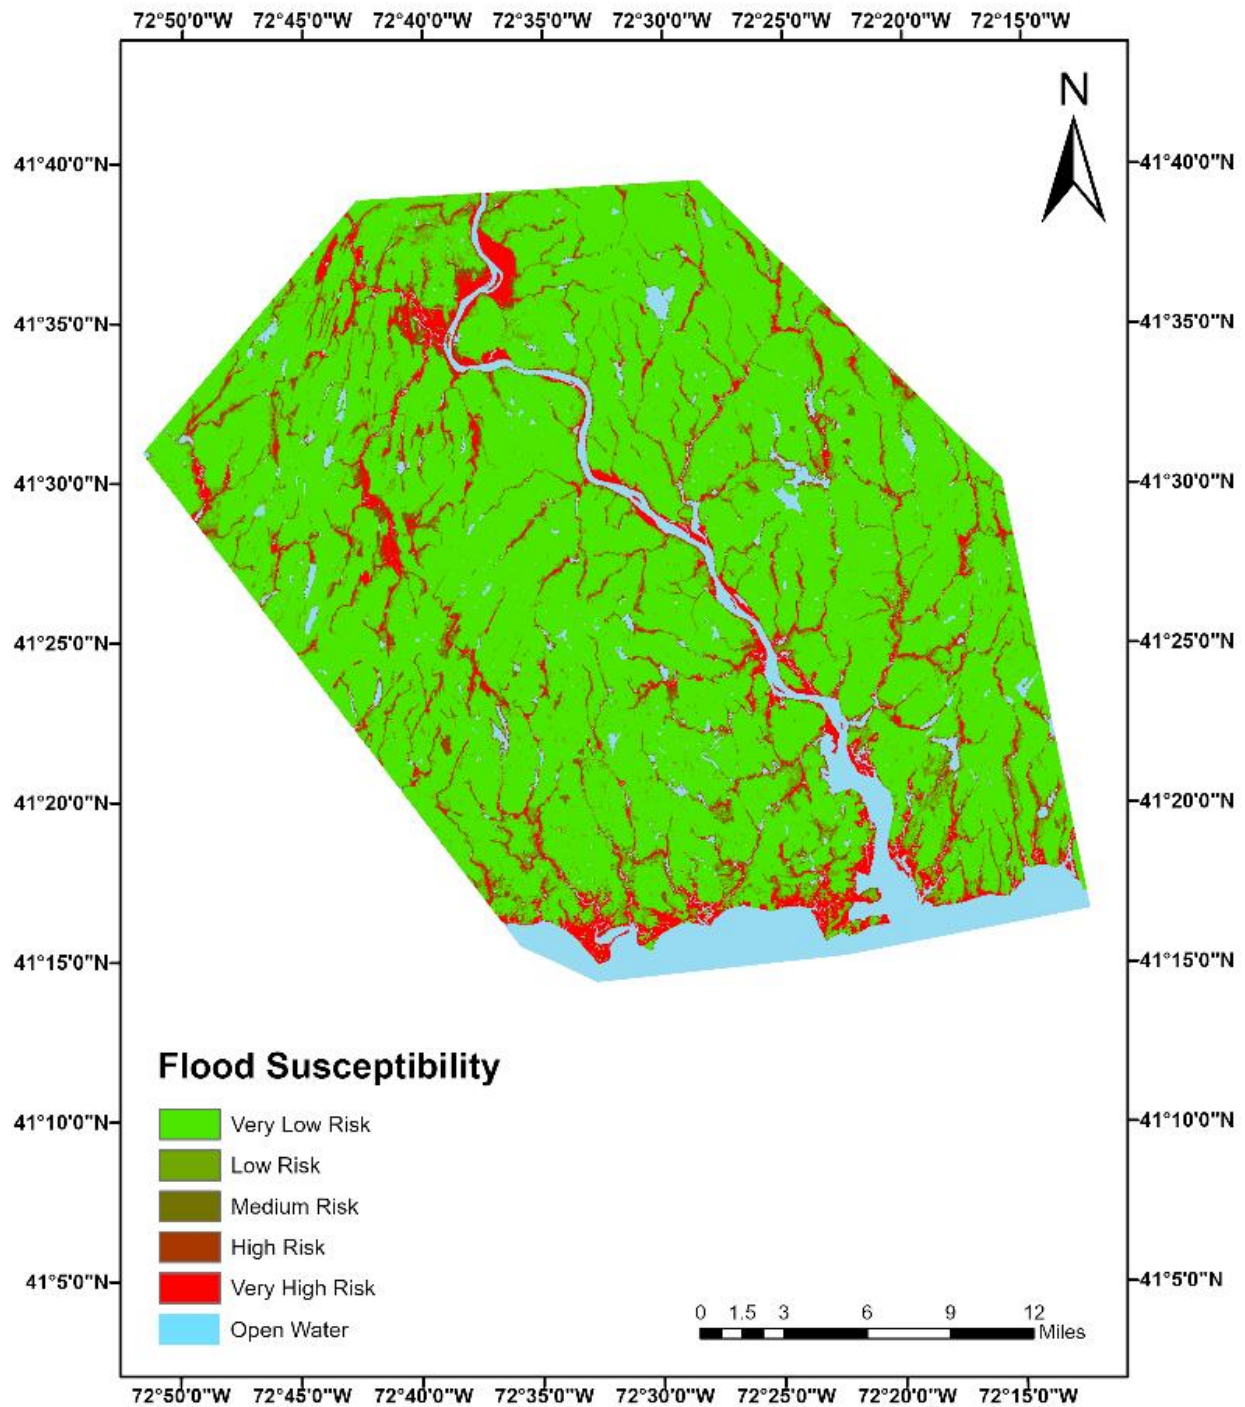 72°50'0"W 72°45'0"W 72°40'0"W 72°35'0"W 72°30'0"W 72°25'0"W 72°20'0"W 72°15'0"W
N
41°40'0"N 41°40'0"N
41°35'0"N 41°35'0"N
41°30'0"N 41°30'0"N
41°25'0"N 41°25'0"N
41°20'0"N 41°20'0"N
41°15'0"N 41°15'0"N
Flood Susceptibility
41°10'0"N 41°10'0"N
Very Low Risk
Low Risk
Medium Risk
High Risk
41°5'0"N 41°5'0"N
Very High Risk
0 1.5 3 6 9 12
Open Water
Miles
72°50'0"W 72°45'0"W 72°40'0"W 72°35'0"W 72°30'0"W 72°25'0"W 72°20'0"W 72°15'0"W